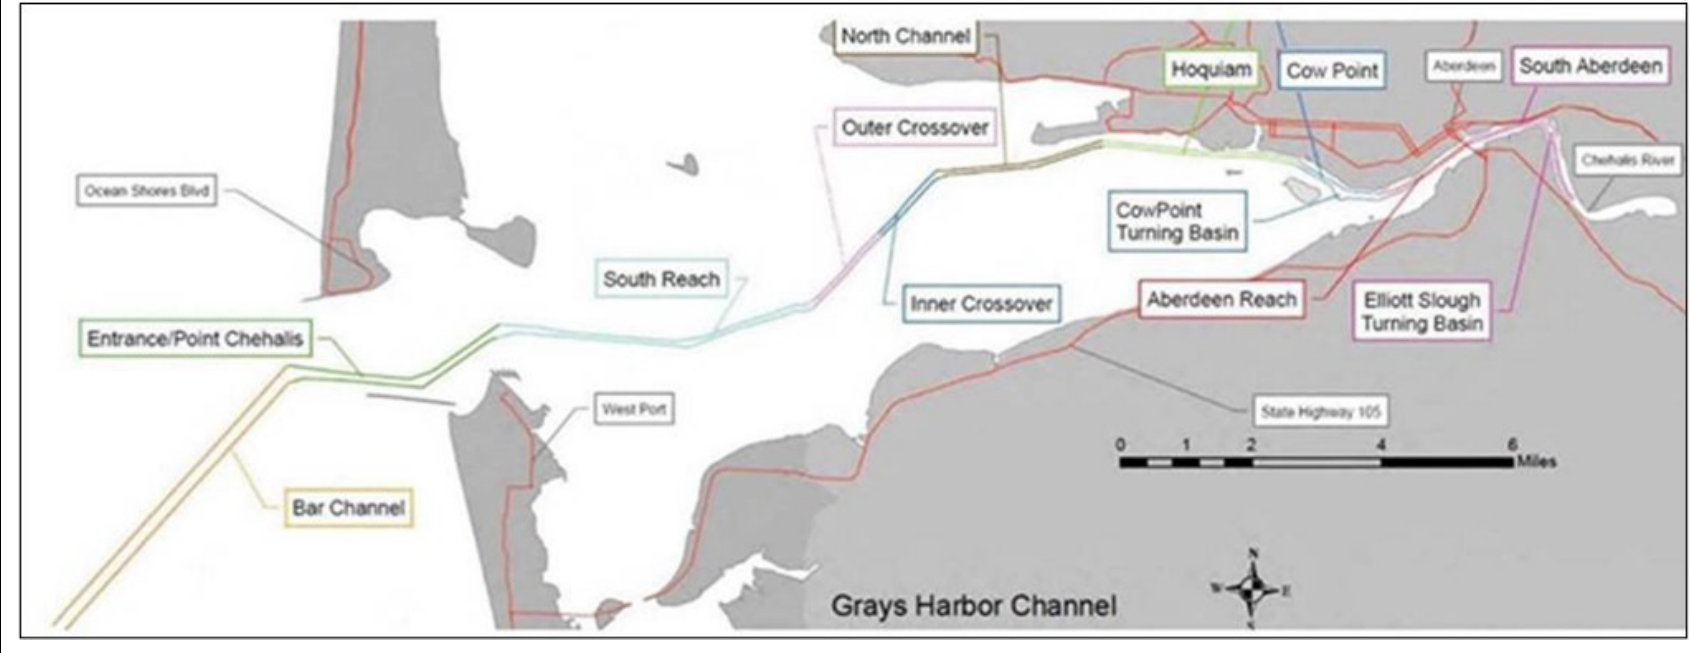 North Channel
Hoquiam
Cow Point
Aberdeen
South Aberdeen
Outer Crossover
Chehalis River
Ocean Shores Blvd
CowPoint
Turning Basin
South Reach
Inner Crossover
Aberdeen Reach
Elliott Slough
Turning Basin
Entrance/Point Chehalis
West Port
State Highway 105
0 1 2 4 6
Miles
Bar Channel
N
W E
S
Grays Harbor Channel